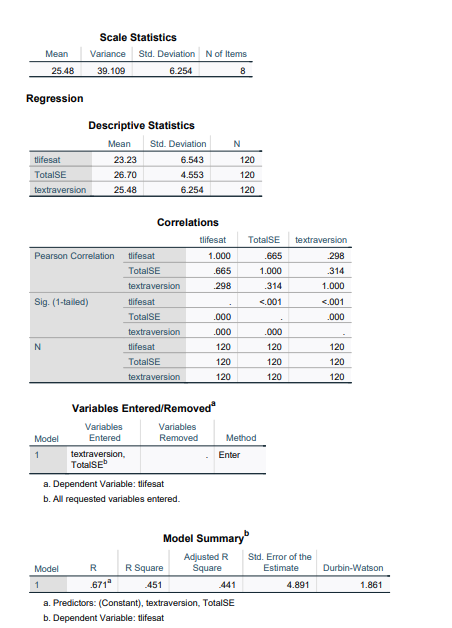 Scale Statistics
Mean Variance Std. Deviation N of Items
25.48 39.109 6.254 8
Regression
Descriptive Statistics
Mean Std. Deviation N
tlifesat 23.23 6.543 120
TotalSE 26.70 4.553 120
textraversion 25.48 6.254 120
Correlations
tlifesat TotalSE textraversion
Pearson Correlation tlifesat 1.000 .665 .298
TotalSE .665 1.000 .314
textraversion .298 .314 1.000
Sig. (1-tailed) tlifesat . <.001 <.001
TotalSE .000 . .000
textraversion .000 .000 .
N tlifesat 120 120 120
TotalSE 120 120 120
textraversion 120 120 120
Variables Entered/Removedᵃ
Variables Variables
Model Entered Removed Method
1 textraversion, . Enter
TotalSEᵇ
a. Dependent Variable: tlifesat
b. All requested variables entered.
Model Summaryᵇ
Adjusted R Std. Error of the
Model R R Square Square Estimate Durbin-Watson
1 .671ᵃ .451 .441 4.891 1.861
a. Predictors: (Constant), textraversion, TotalSE
b. Dependent Variable: tlifesat